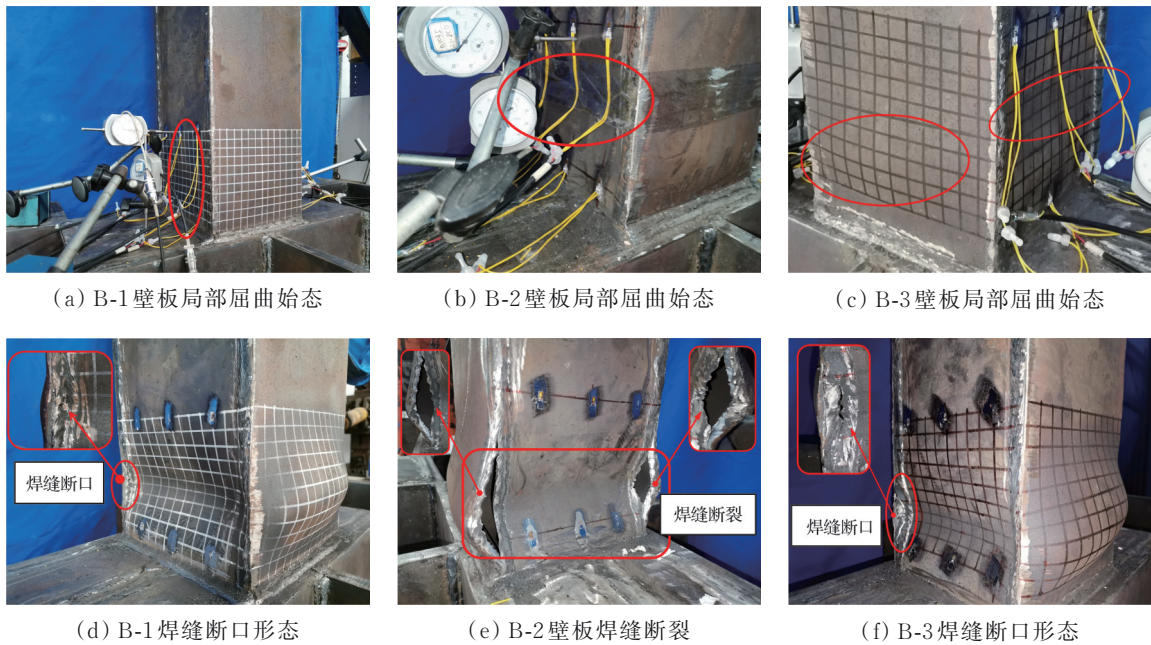 (a) B-1壁板局部屈曲始态
(b) B-2壁板局部屈曲始态
(c) B-3壁板局部屈曲始态
焊缝断口
焊缝断裂
焊缝断口
(d) B-1焊缝断口形态
(e) B-2壁板焊缝断裂
(f) B-3焊缝断口形态